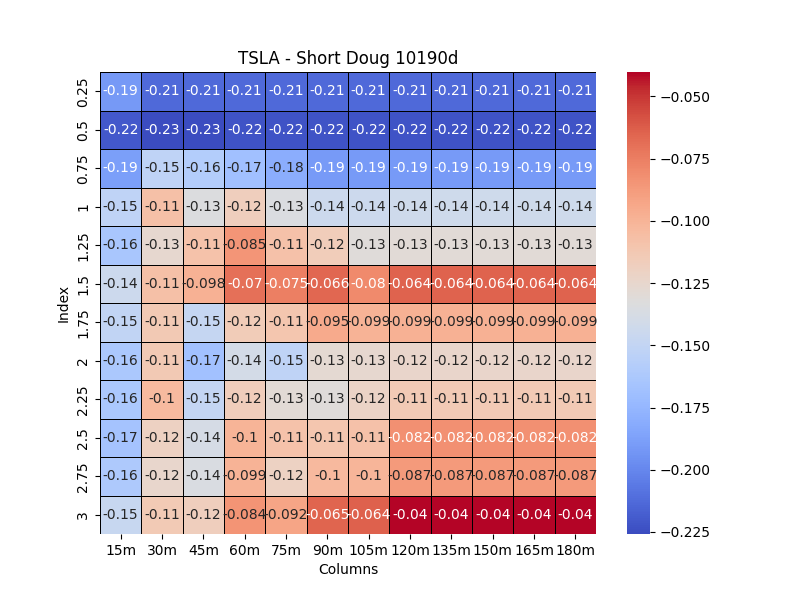 TSLA - Short Doug 10190d
0.25 -0.19 -0.21 -0.21 -0.21 -0.21 -0.21 -0.21 -0.21 -0.21 -0.21 -0.21 -0.21
0.5 -0.22 -0.23 -0.23 -0.22 -0.22 -0.22 -0.22 -0.22 -0.22 -0.22 -0.22 -0.22
0.75 -0.19 -0.15 -0.16 -0.17 -0.18 -0.19 -0.19 -0.19 -0.19 -0.19 -0.19 -0.19
1 -0.15 -0.11 -0.13 -0.12 -0.13 -0.14 -0.14 -0.14 -0.14 -0.14 -0.14 -0.14
1.25 -0.16 -0.13 -0.11 -0.085 -0.11 -0.12 -0.13 -0.13 -0.13 -0.13 -0.13 -0.13
1.5 -0.14 -0.11 -0.098 -0.07 -0.075 -0.066 -0.08 -0.064 -0.064 -0.064 -0.064 -0.064
1.75 -0.15 -0.11 -0.15 -0.12 -0.11 -0.095 -0.099 -0.099 -0.099 -0.099 -0.099 -0.099
2 -0.16 -0.11 -0.17 -0.14 -0.15 -0.13 -0.13 -0.12 -0.12 -0.12 -0.12 -0.12
2.25 -0.16 -0.1 -0.15 -0.12 -0.13 -0.13 -0.12 -0.11 -0.11 -0.11 -0.11 -0.11
2.5 -0.17 -0.12 -0.14 -0.1 -0.11 -0.11 -0.11 -0.082 -0.082 -0.082 -0.082 -0.082
2.75 -0.16 -0.12 -0.14 -0.099 -0.12 -0.1 -0.1 -0.087 -0.087 -0.087 -0.087 -0.087
3 -0.15 -0.11 -0.12 -0.084 -0.092 -0.065 -0.064 -0.04 -0.04 -0.04 -0.04 -0.04
15m 30m 45m 60m 75m 90m 105m 120m 135m 150m 165m 180m
Columns
Index
−0.050
−0.075
−0.100
−0.125
−0.150
−0.175
−0.200
−0.225